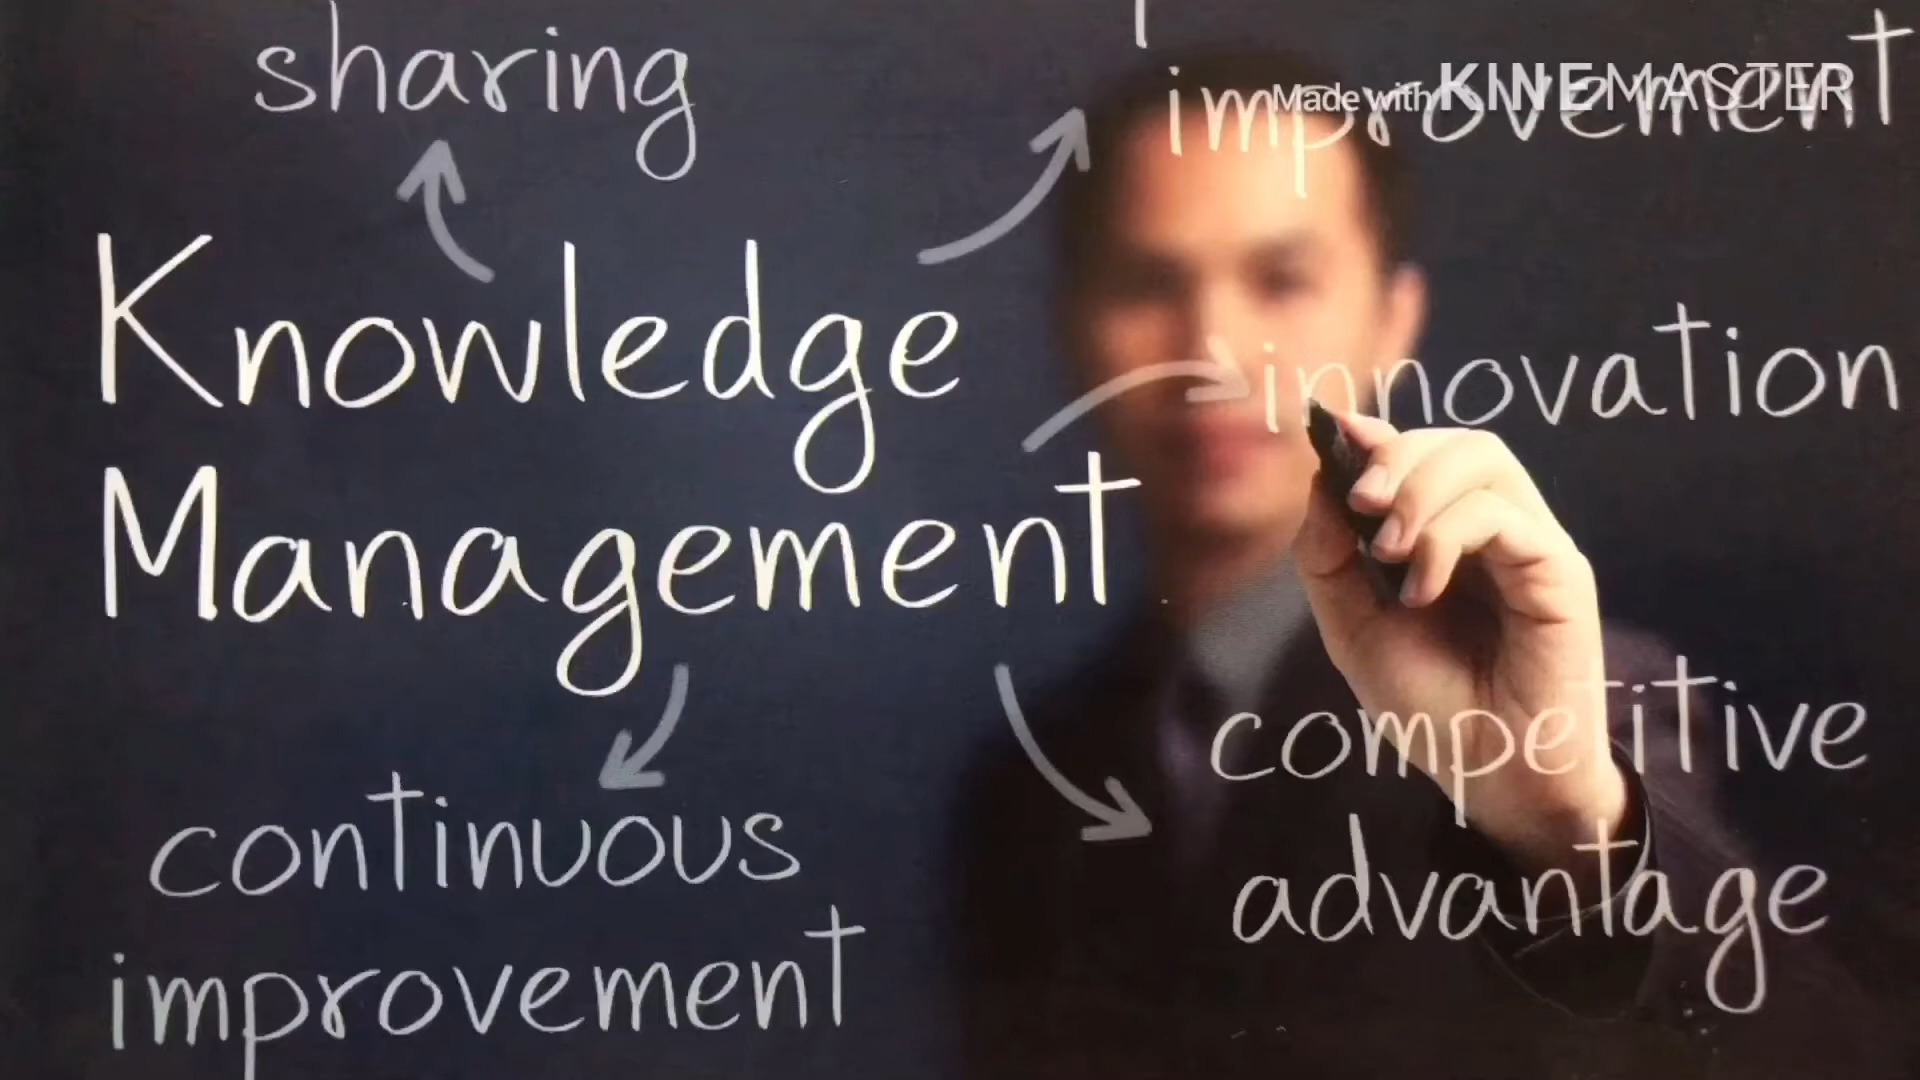 sharing
improvement
Made with KINEMASTER
Knowledge
innovation
Management
competitive
advantage
continuous
improvement